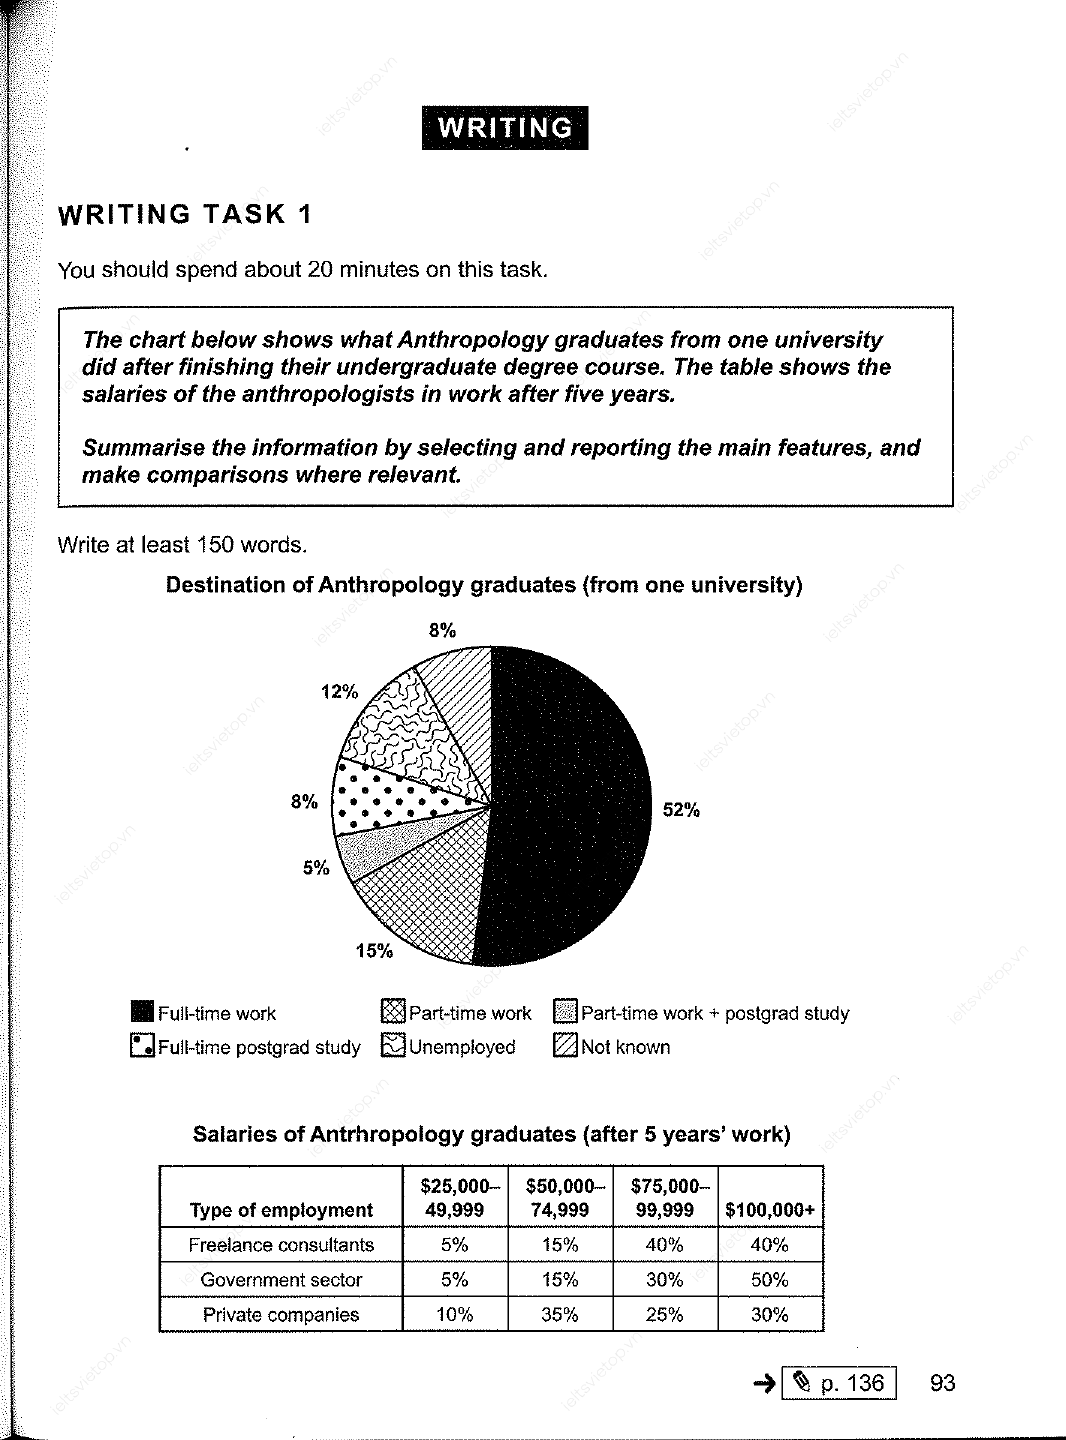 WRITING
WRITING TASK 1
You should spend about 20 minutes on this task.
The chart below shows what Anthropology graduates from one university
did after finishing their undergraduate degree course. The table shows the
salaries of the anthropologists in work after five years.
Summarise the information by selecting and reporting the main features, and
make comparisons where relevant.
Write at least 150 words.
Destination of Anthropology graduates (from one university)
8%
12%
8%
52%
5%
15%
Full-time work Part-time work Part-time work + postgrad study
Full-time postgrad study Unemployed Not known
Salaries of Antrhropology graduates (after 5 years' work)
Type of employment $25,000–49,999 $50,000–74,999 $75,000–99,999 $100,000+
Freelance consultants 5% 15% 40% 40%
Government sector 5% 15% 30% 50%
Private companies 10% 35% 25% 30%
p. 136 93
ieltsvietop.vn